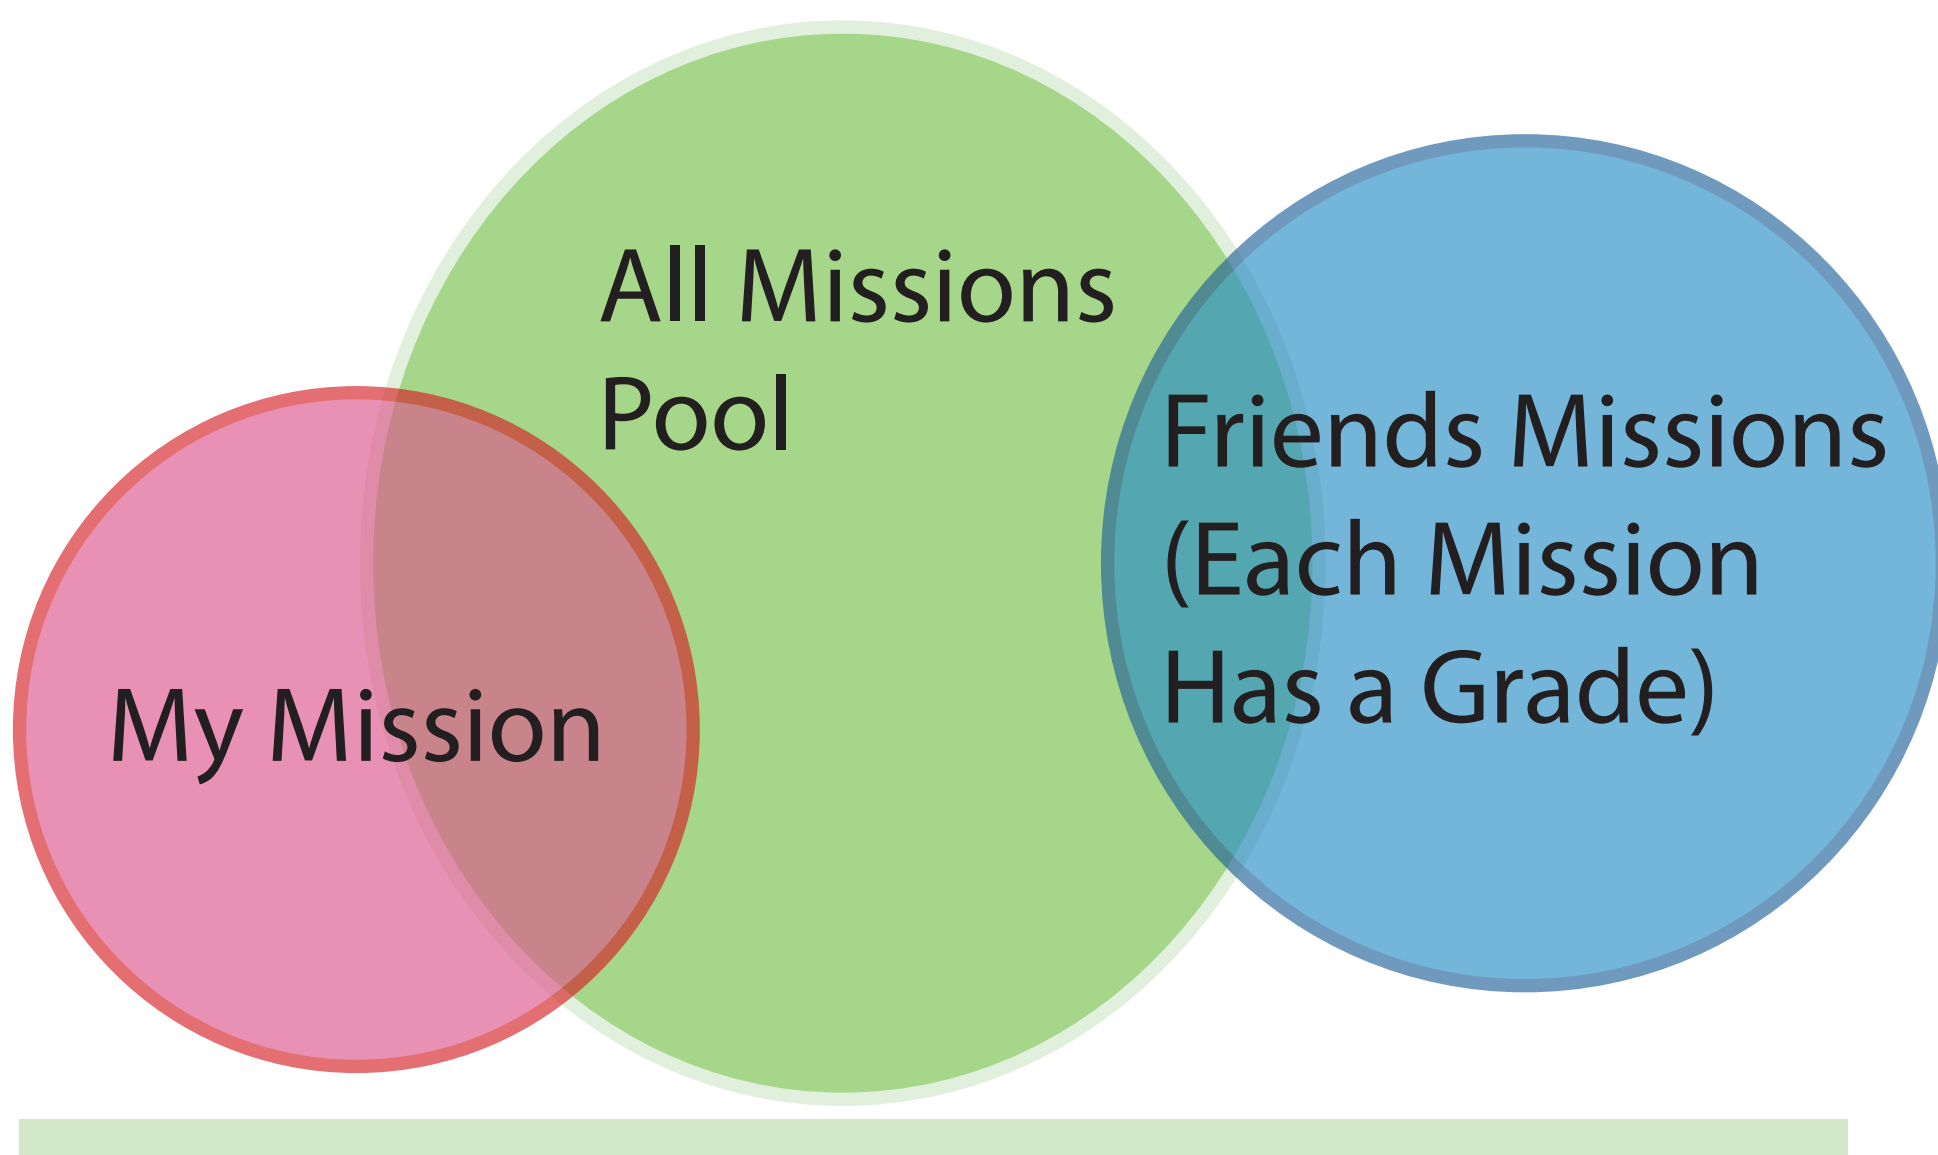 All Missions
Pool
Friends Missions
(Each Mission
Has a Grade)
My Mission